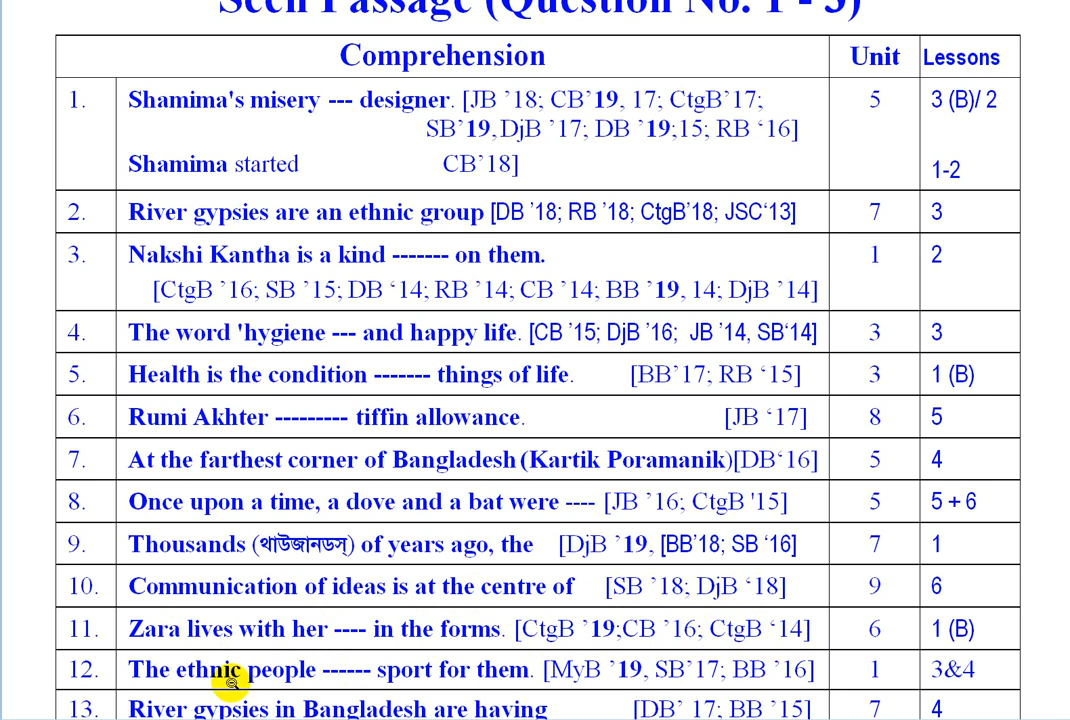 Seen Passage (Question No. 1 - 3)
Comprehension Unit Lessons
1. Shamima's misery --- designer. [JB ’18; CB’19, 17; CtgB’17; 5 3 (B)/ 2
SB’19,DjB ’17; DB ’19;15; RB ‘16]
Shamima started CB’18] 1-2
2. River gypsies are an ethnic group [DB ’18; RB ’18; CtgB’18; JSC‘13] 7 3
3. Nakshi Kantha is a kind ------- on them. 1 2
[CtgB ’16; SB ’15; DB ‘14; RB ’14; CB ’14; BB ’19, 14; DjB ’14]
4. The word 'hygiene --- and happy life. [CB ’15; DjB ’16; JB ’14, SB‘14] 3 3
5. Health is the condition ------- things of life. [BB’17; RB ‘15] 3 1 (B)
6. Rumi Akhter --------- tiffin allowance. [JB ‘17] 8 5
7. At the farthest corner of Bangladesh (Kartik Poramanik)[DB‘16] 5 4
8. Once upon a time, a dove and a bat were ---- [JB ’16; CtgB '15] 5 5 + 6
9. Thousands (থাউজানডস্) of years ago, the [DjB ’19, [BB’18; SB ‘16] 7 1
10. Communication of ideas is at the centre of [SB ’18; DjB ‘18] 9 6
11. Zara lives with her ---- in the forms. [CtgB ’19;CB ’16; CtgB ‘14] 6 1 (B)
12. The ethnic people ------ sport for them. [MyB ’19, SB’17; BB ’16] 1 3&4
13. River gypsies in Bangladesh are having [DB’ 17; BB ’15] 7 4